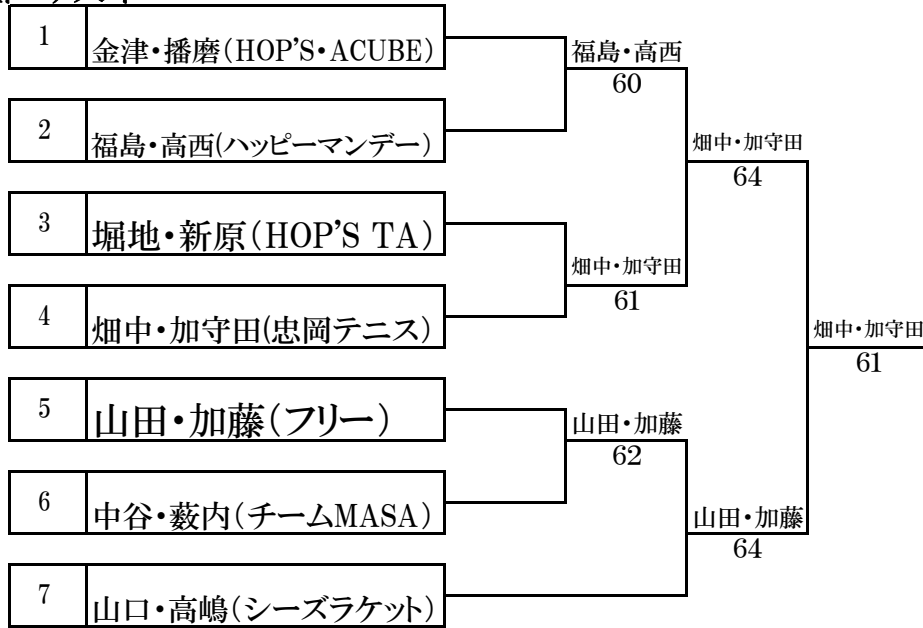 1 金津・播磨(HOP'S・ACUBE)
2 福島・高西(ハッピーマンデー)
3 堀地・新原(HOP'S TA)
4 畑中・加守田(忠岡テニス)
5 山田・加藤(フリー)
6 中谷・薮内(チームMASA)
7 山口・高嶋(シーズラケット)
福島・高西
60
畑中・加守田
61
山田・加藤
62
畑中・加守田
64
山田・加藤
64
畑中・加守田
61